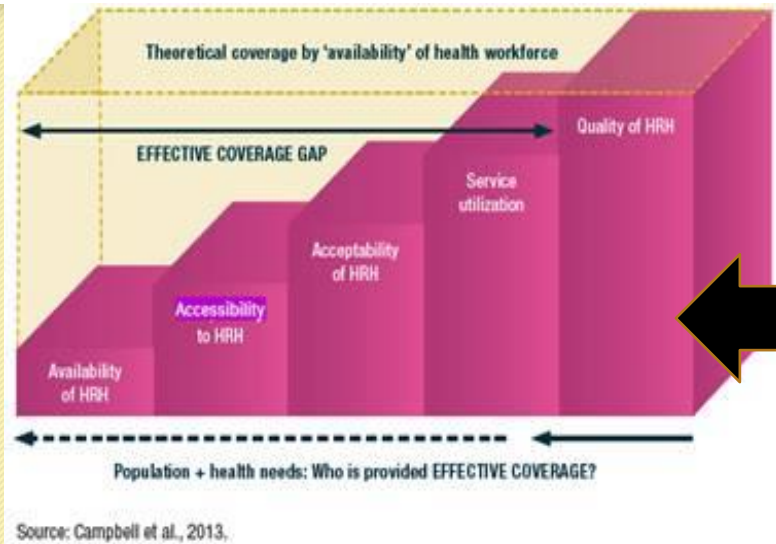 Theoretical coverage by 'availability' of health workforce
EFFECTIVE COVERAGE GAP
Quality of HRH
Service
utilization
Acceptability
of HRH
Accessibility
to HRH
Availability
of HRH
Population + health needs: Who is provided EFFECTIVE COVERAGE?
Source: Campbell et al., 2013.